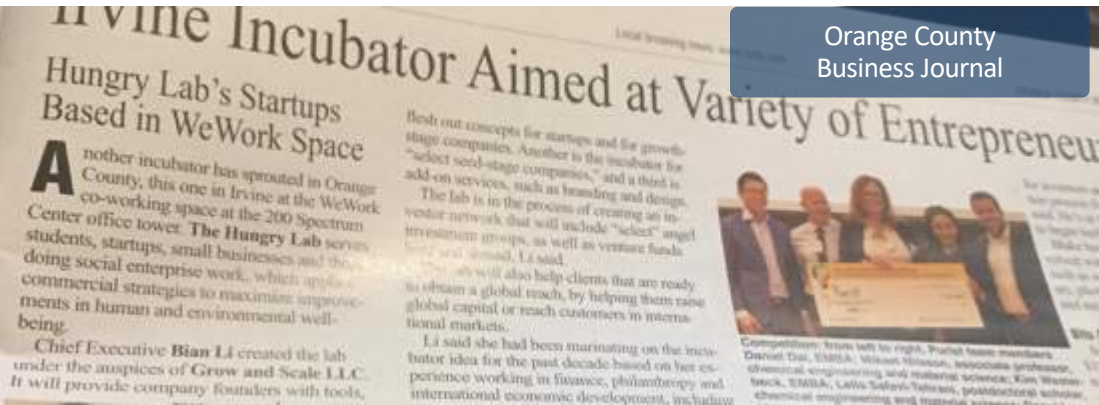 Irvine Incubator Aimed at Variety of Entrepreneu
Orange County
Business Journal
Hungry Lab's Startups
Based in WeWork Space
Another incubator has sprouted in Orange
County, this one in Irvine at the WeWork
co-working space at the 200 Spectrum
Center office tower. The Hungry Lab serves
students, startups, small businesses and
doing social enterprise work, which applies
commercial strategies to maximize improve-
ments in human and environmental well-
being.
Chief Executive Bian Li created the lab
under the auspices of Grow and Scale LLC.
It will provide company founders with tools,
flesh out concepts for startups and for growth-
stage companies. Another is the incubator for
"select seed-stage companies," and a third is
add-on services, such as branding and design.
The lab is in the process of creating an in-
vestor network that will include "select" angel
investment groups, as well as venture funds
Li said.
will also help clients that are ready
to obtain a global reach, by helping them raise
global capital or reach customers in interna-
tional markets.
Li said she had been marinating on the incu-
bator idea for the past decade based on her ex-
perience working in finance, philanthropy and
international economic development, including
Competition: from left to right, team members
Daniel Dai, EMBA; associate professor,
chemical engineering and material science; Kim
beck, EMBA; postdoctoral scholar,
chemical engineering and material science;